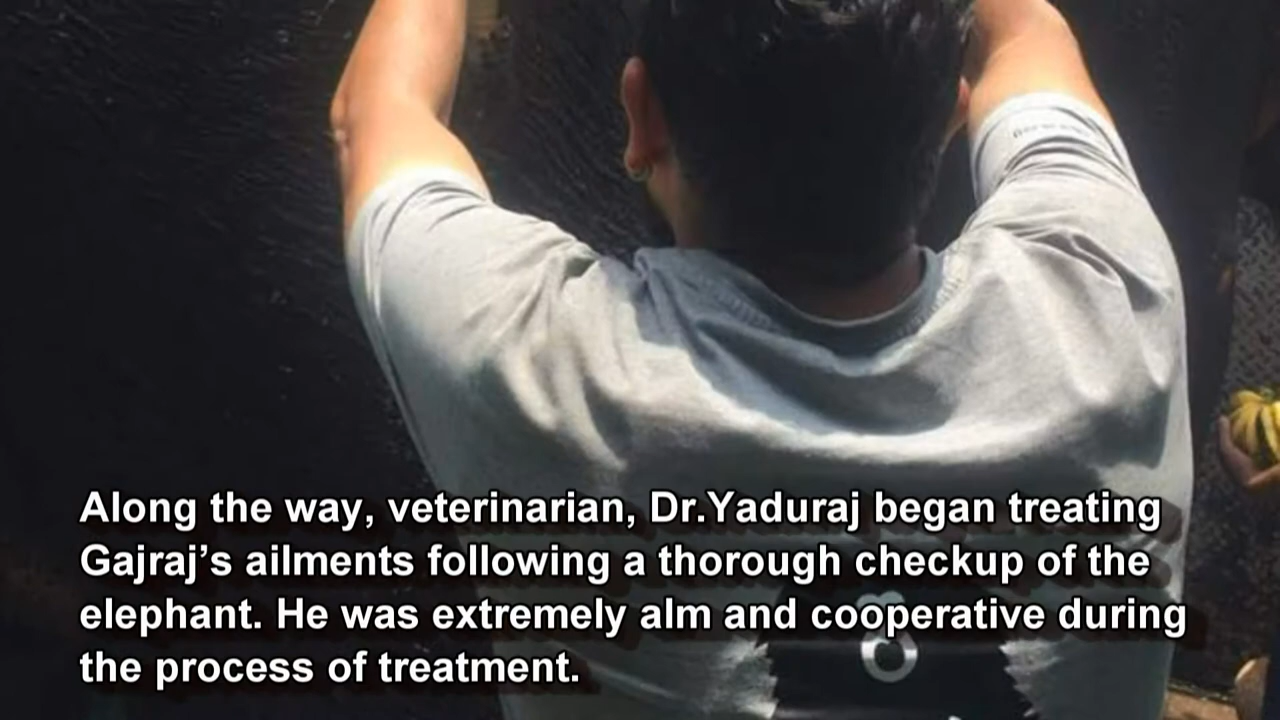 Along the way, veterinarian, Dr.Yaduraj began treating
Gajraj’s ailments following a thorough checkup of the
elephant. He was extremely alm and cooperative during
the process of treatment.